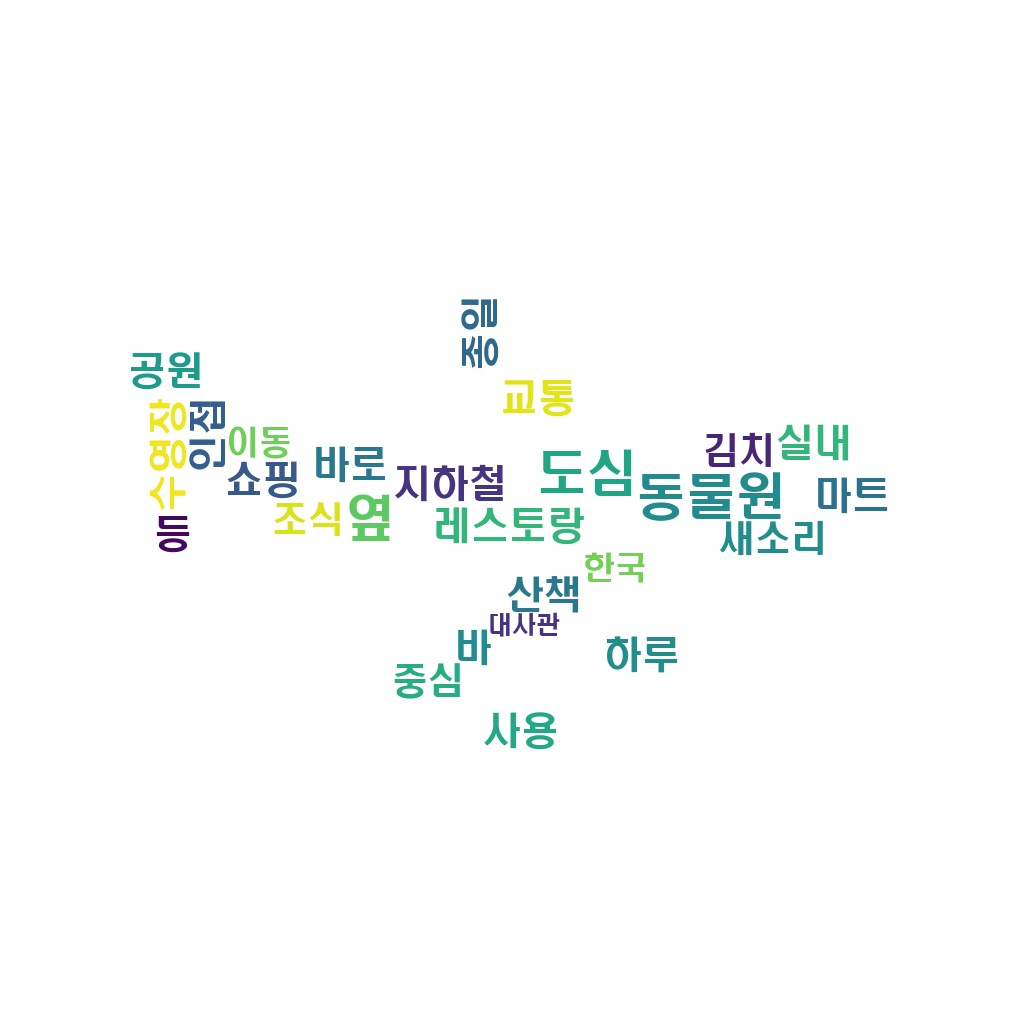 종일
공원
교통
수영장
인접
이동
바로
쇼핑
지하철
도심
김치
실내
동물원
마트
조식
옆
레스토랑
새소리
등
한국
산책
대사관
바
하루
중심
사용